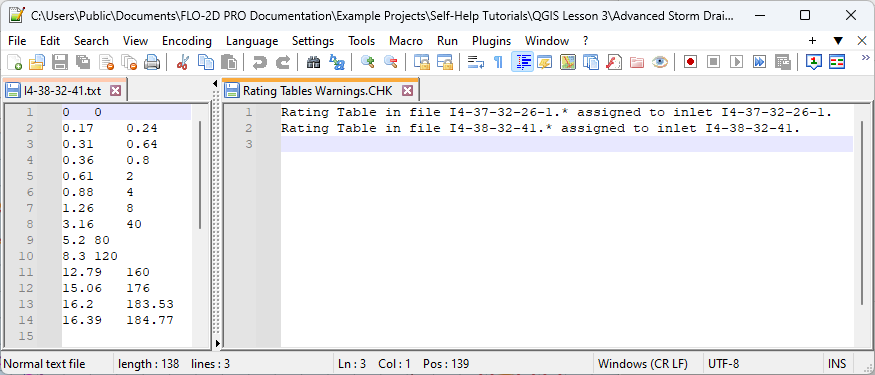 C:\Users\Public\Documents\FLO-2D PRO Documentation\Example Projects\Self-Help Tutorials\QGIS Lesson 3\Advanced Storm Drai...
File Edit Search View Encoding Language Settings Tools Macro Run Plugins Window ? + ▼ X
I4-38-32-41.txt
1 0 0
2 0.17 0.24
3 0.31 0.64
4 0.36 0.8
5 0.61 2
6 0.88 4
7 1.26 8
8 3.16 40
9 5.2 80
10 8.3 120
11 12.79 160
12 15.06 176
13 16.2 183.53
14 16.39 184.77
15
Rating Tables Warnings.CHK
1 Rating Table in file I4-37-32-26-1.* assigned to inlet I4-37-32-26-1.
2 Rating Table in file I4-38-32-41.* assigned to inlet I4-38-32-41.
3
Normal text file length : 138 lines : 3 Ln : 3 Col : 1 Pos : 139 Windows (CR LF) UTF-8 INS